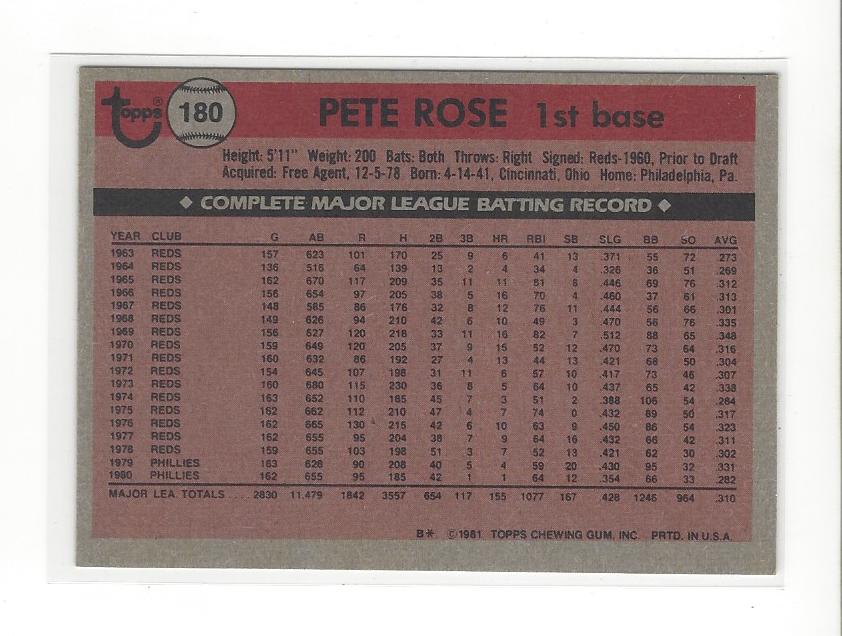 topps® 180 PETE ROSE 1st base
Height: 5'11" Weight: 200 Bats: Both Throws: Right Signed: Reds-1960, Prior to Draft
Acquired: Free Agent, 12-5-78 Born: 4-14-41, Cincinnati, Ohio Home: Philadelphia, Pa.
◆ COMPLETE MAJOR LEAGUE BATTING RECORD ◆
YEAR CLUB G AB R H 2B 3B HR RBI SB SLG BB SO AVG
1963 REDS 157 623 101 170 25 9 6 41 13 .371 55 72 .273
1964 REDS 136 516 64 139 13 2 4 34 4 .326 36 51 .269
1965 REDS 162 670 117 209 35 11 11 81 8 .446 69 76 .312
1966 REDS 156 654 97 205 38 5 16 70 4 .460 37 61 .313
1967 REDS 148 585 86 176 32 8 12 76 11 .444 56 66 .301
1968 REDS 149 626 94 210 42 6 10 49 3 .470 56 76 .335
1969 REDS 156 627 120 218 33 11 16 82 7 .512 88 65 .348
1970 REDS 159 649 120 205 37 9 15 52 12 .470 73 64 .316
1971 REDS 160 632 86 192 27 4 13 44 13 .421 68 50 .304
1972 REDS 154 645 107 198 31 11 6 57 10 .417 73 46 .307
1973 REDS 160 680 115 230 36 8 5 64 10 .437 65 42 .338
1974 REDS 163 652 110 185 45 7 3 51 2 .388 106 54 .284
1975 REDS 162 662 112 210 47 4 7 74 0 .432 89 50 .317
1976 REDS 162 665 130 215 42 6 10 63 9 .450 86 54 .323
1977 REDS 162 655 95 204 38 7 9 64 16 .432 66 42 .311
1978 REDS 159 655 103 198 51 3 7 52 13 .421 62 30 .302
1979 PHILLIES 163 628 90 208 40 5 4 59 20 .430 95 32 .331
1980 PHILLIES 162 655 95 185 42 1 1 64 12 .354 66 33 .282
MAJOR LEA. TOTALS .... 2830 11,479 1842 3557 654 117 155 1077 167 .428 1246 964 .310
B* ©1981 TOPPS CHEWING GUM, INC. PRTD. IN U.S.A.